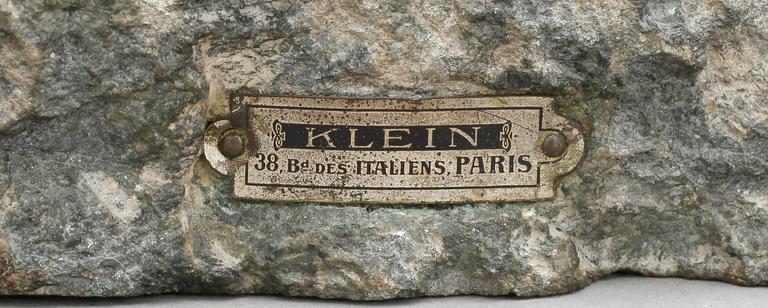 KLEIN
38, Bd DES ITALIENS, PARIS